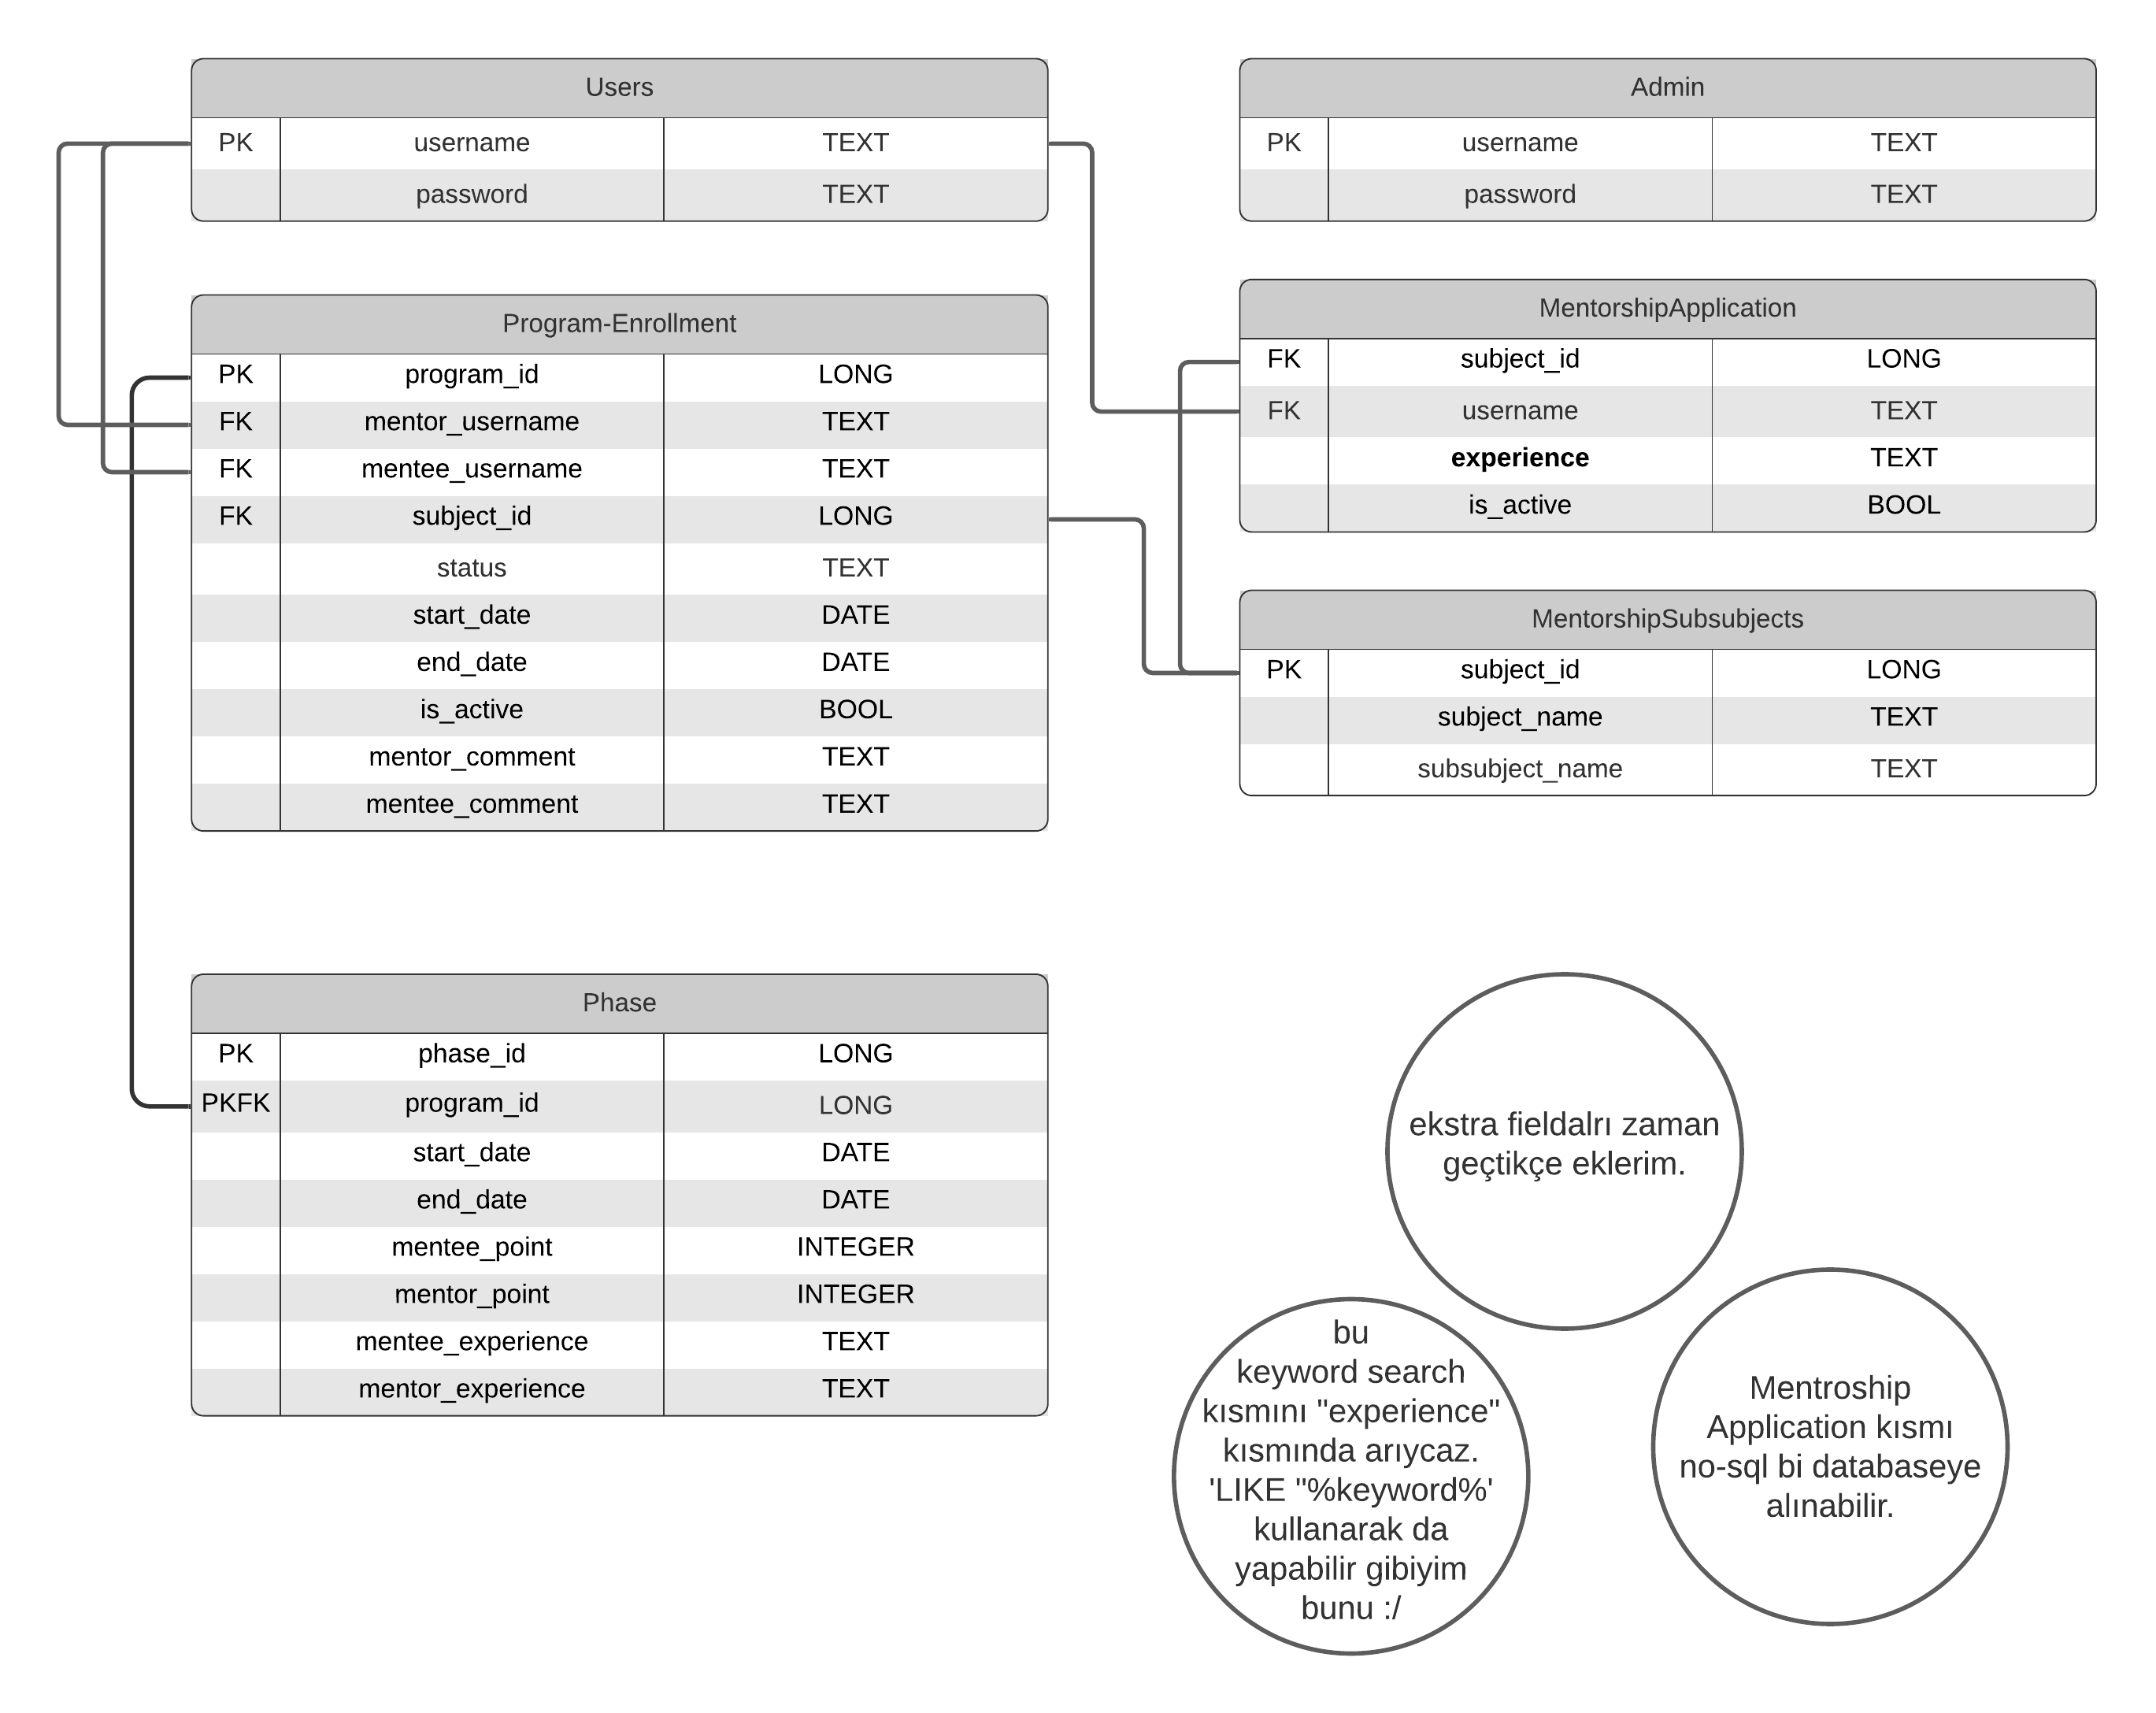 Users
PK username TEXT
password TEXT
Admin
PK username TEXT
password TEXT
Program-Enrollment
PK program_id LONG
FK mentor_username TEXT
FK mentee_username TEXT
FK subject_id LONG
status TEXT
start_date DATE
end_date DATE
is_active BOOL
mentor_comment TEXT
mentee_comment TEXT
MentorshipApplication
FK subject_id LONG
FK username TEXT
experience TEXT
is_active BOOL
MentorshipSubsubjects
PK subject_id LONG
subject_name TEXT
subsubject_name TEXT
Phase
PK phase_id LONG
PKFK program_id LONG
start_date DATE
end_date DATE
mentee_point INTEGER
mentor_point INTEGER
mentee_experience TEXT
mentor_experience TEXT
ekstra fieldalrı zaman
geçtikçe eklerim.
bu
keyword search
kısmını "experience"
kısmında arıycaz.
'LIKE "%keyword%'
kullanarak da
yapabilir gibiyim
bunu :/
Mentroship
Application kısmı
no-sql bi databaseye
alınabilir.